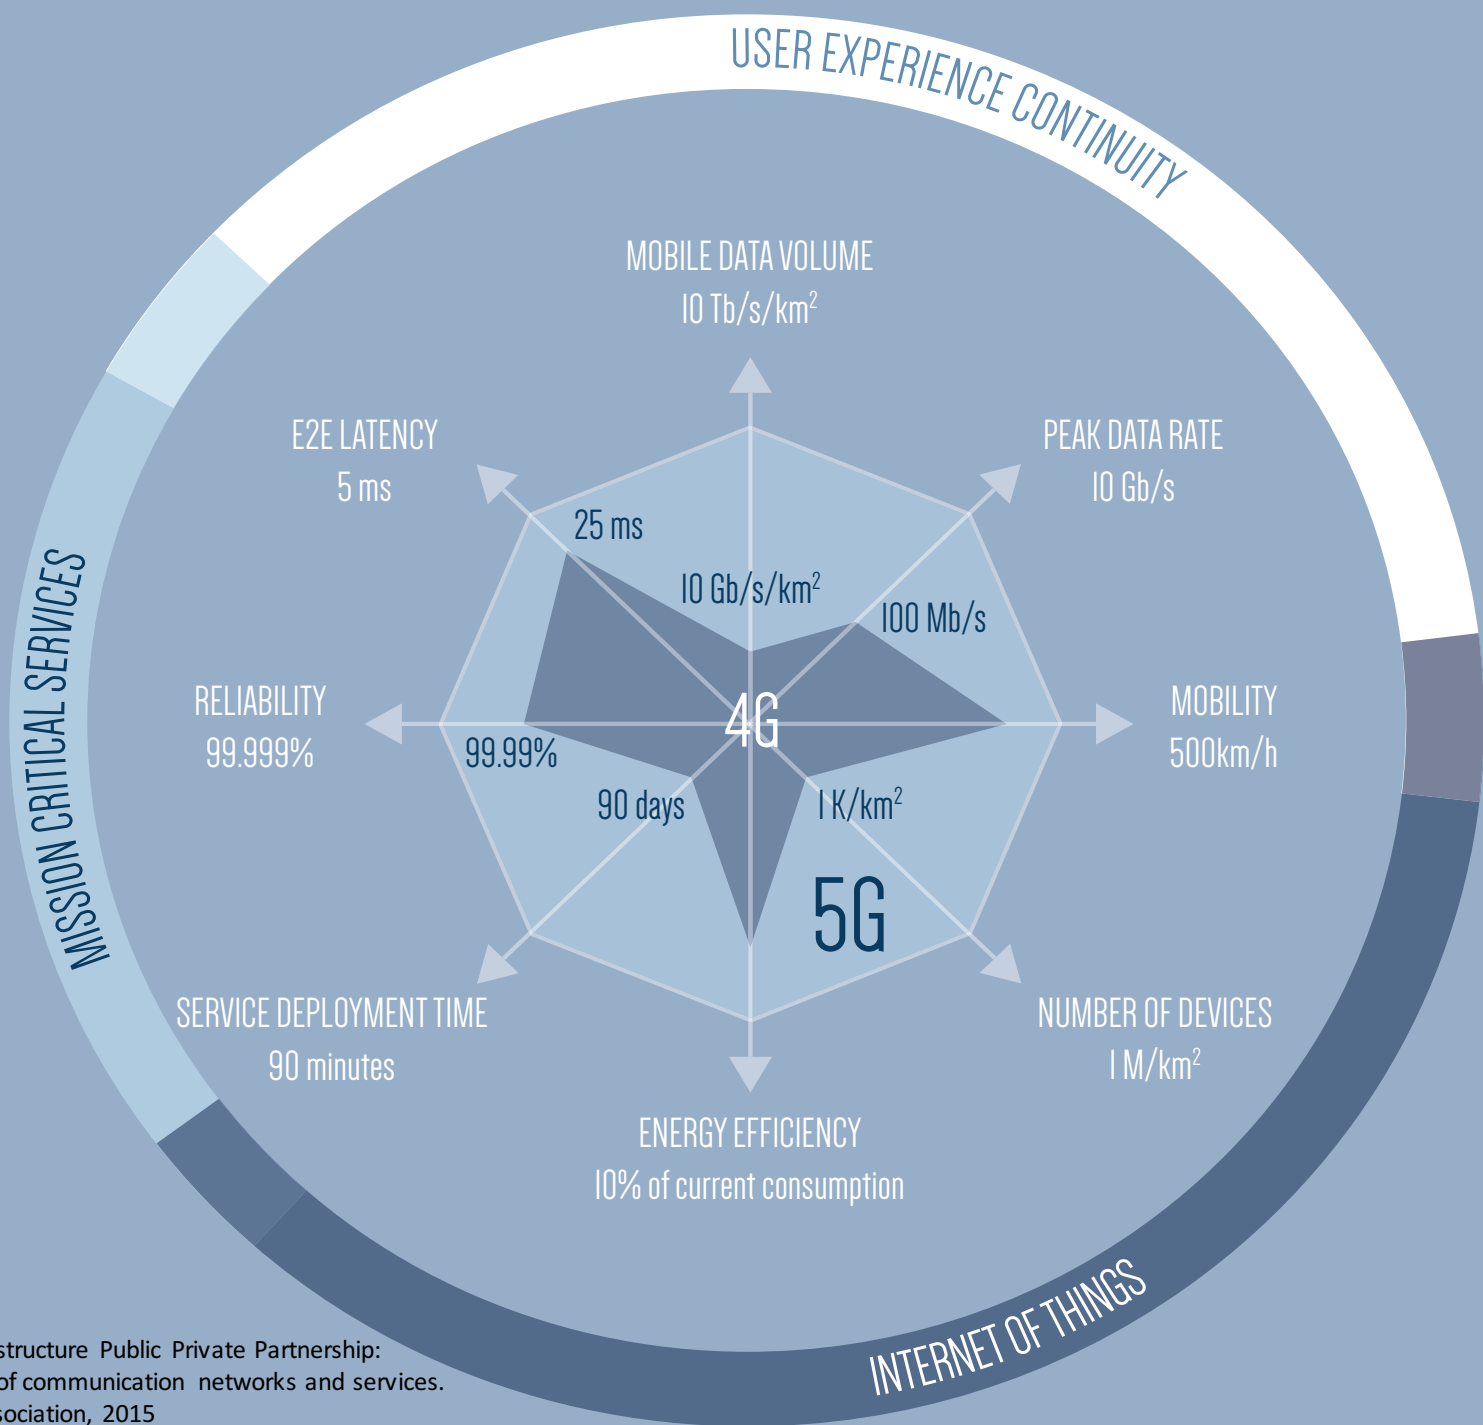 USER EXPERIENCE CONTINUITY
MOBILE DATA VOLUME
10 Tb/s/km²
E2E LATENCY
5 ms
PEAK DATA RATE
10 Gb/s
25 ms
10 Gb/s/km²
100 Mb/s
MISSION CRITICAL SERVICES
RELIABILITY
99.999%
4G
MOBILITY
500km/h
99.99%
90 days
1 K/km²
5G
SERVICE DEPLOYMENT TIME
90 minutes
NUMBER OF DEVICES
1 M/km²
ENERGY EFFICIENCY
10% of current consumption
INTERNET OF THINGS
structure Public Private Partnership:
of communication networks and services.
sociation, 2015